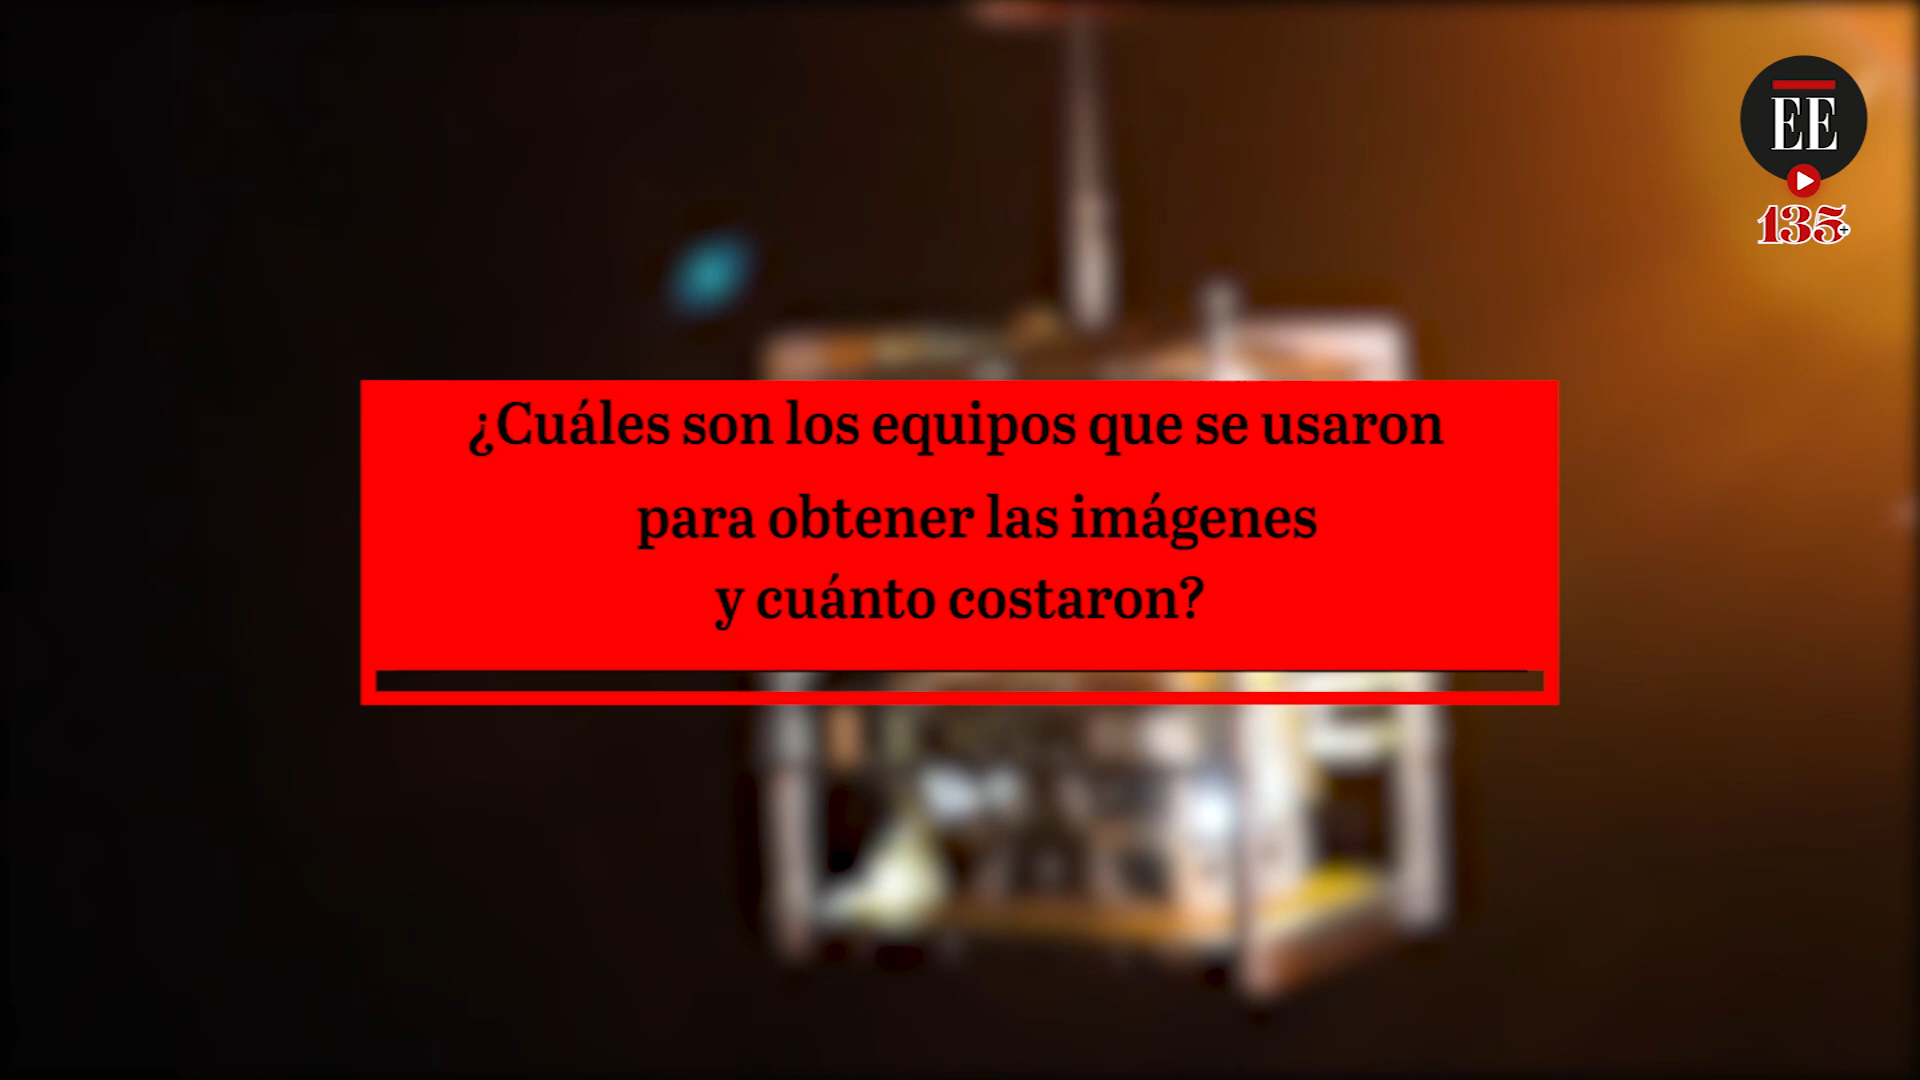 EE
135+
¿Cuáles son los equipos que se usaron
para obtener las imágenes
y cuánto costaron?